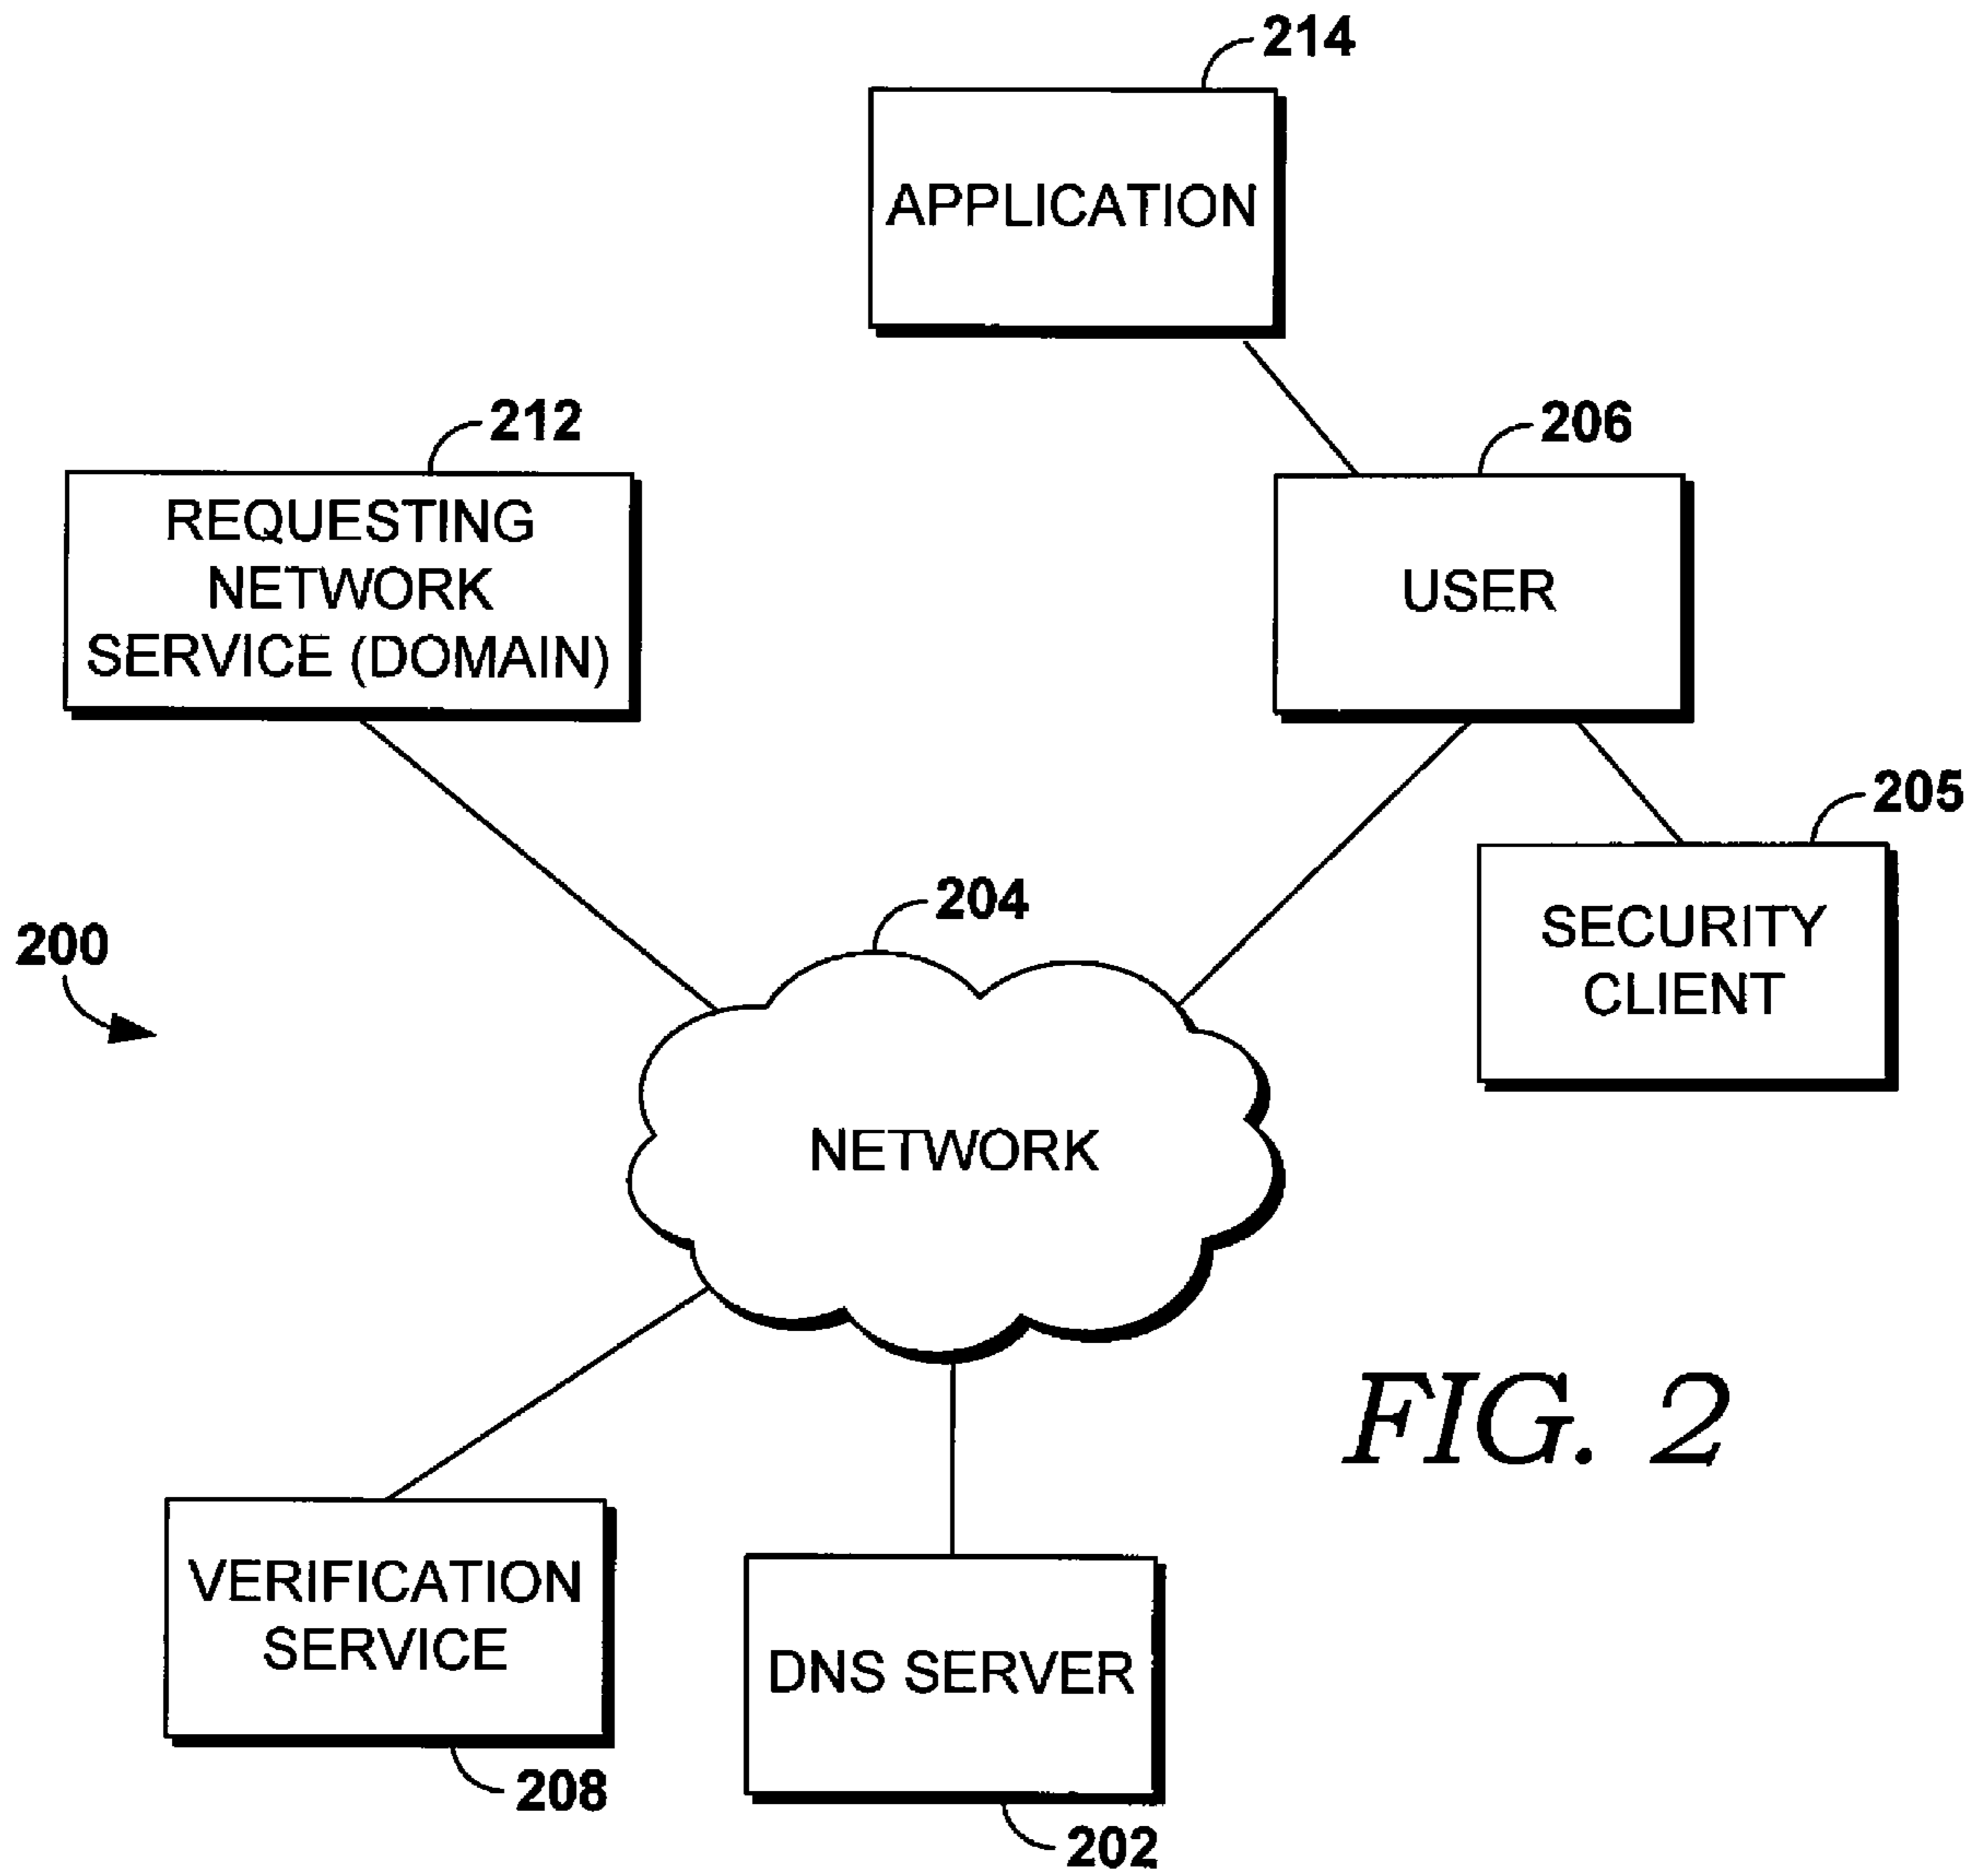 214
APPLICATION
212
REQUESTING
NETWORK
SERVICE (DOMAIN)
206
USER
205
SECURITY
CLIENT
204
200
NETWORK
FIG. 2
VERIFICATION
SERVICE
208
DNS SERVER
202